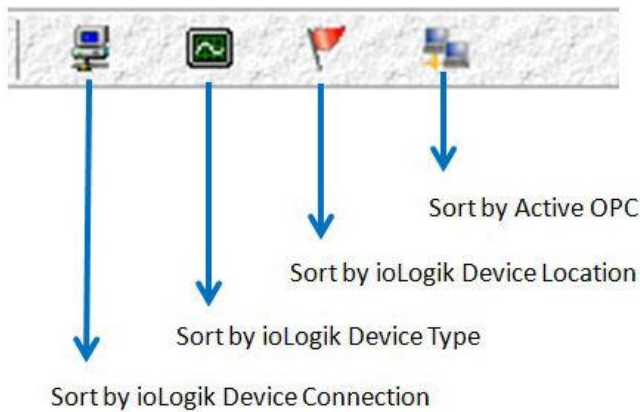 Sort by Active OPC
Sort by ioLogik Device Location
Sort by ioLogik Device Type
Sort by ioLogik Device Connection